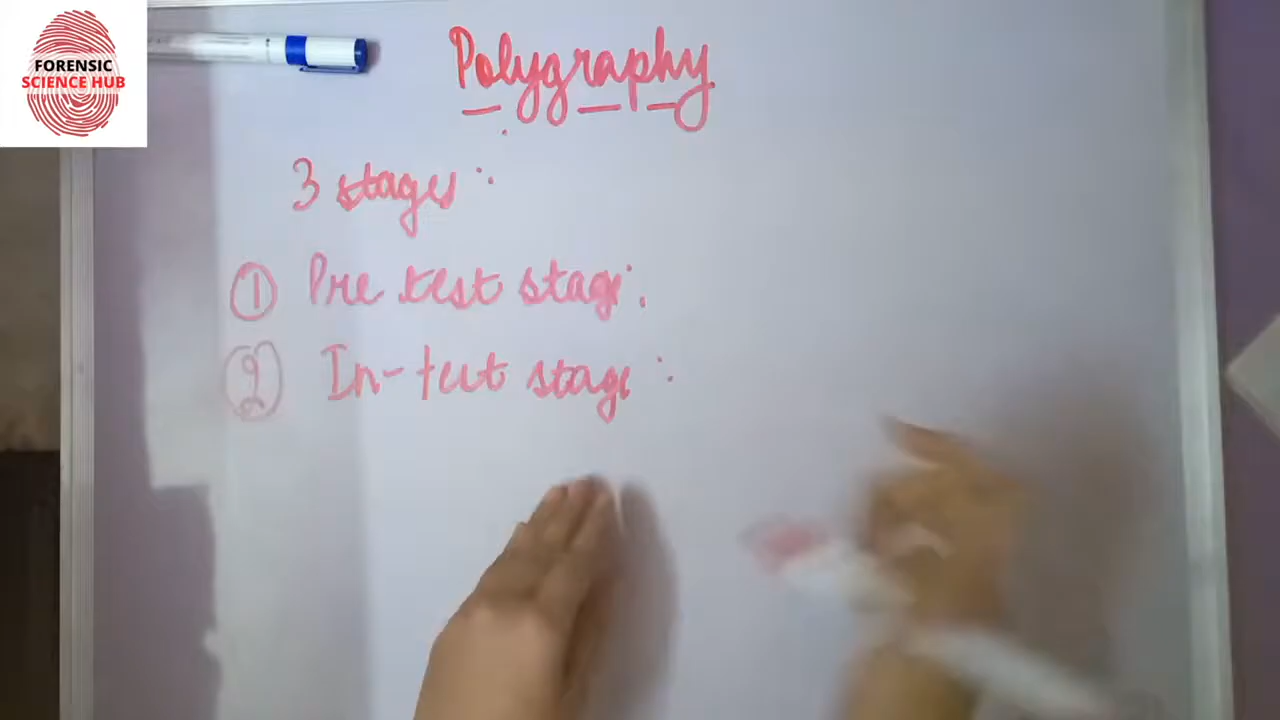 FORENSIC
SCIENCE HUB
Polygraphy
3 stages :
① Pre test stage :
② In-test stage :